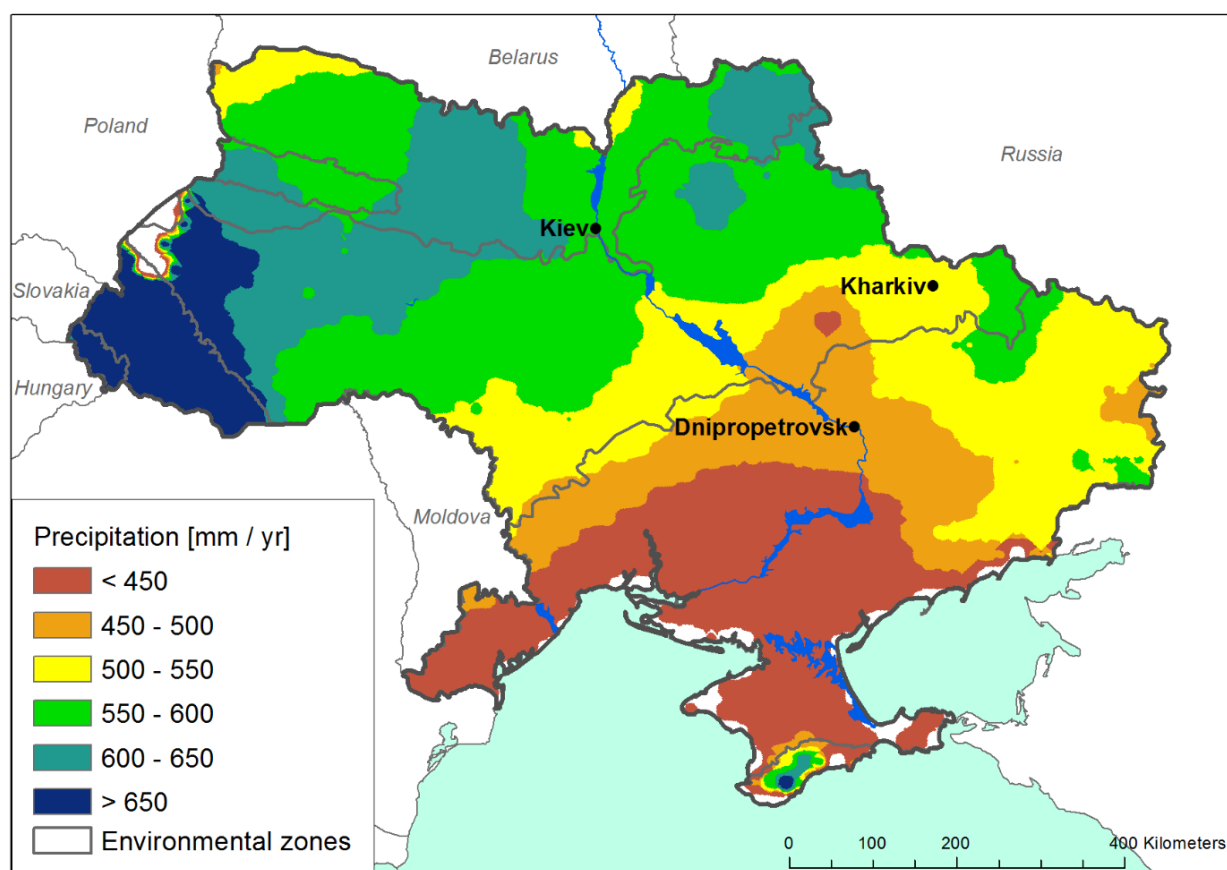 Belarus
Poland
Russia
Kiev
Slovakia
Kharkiv
Hungary
Dnipropetrovsk
Moldova
Precipitation [mm / yr]
< 450
450 - 500
500 - 550
550 - 600
600 - 650
> 650
Environmental zones
0 100 200 400 Kilometers